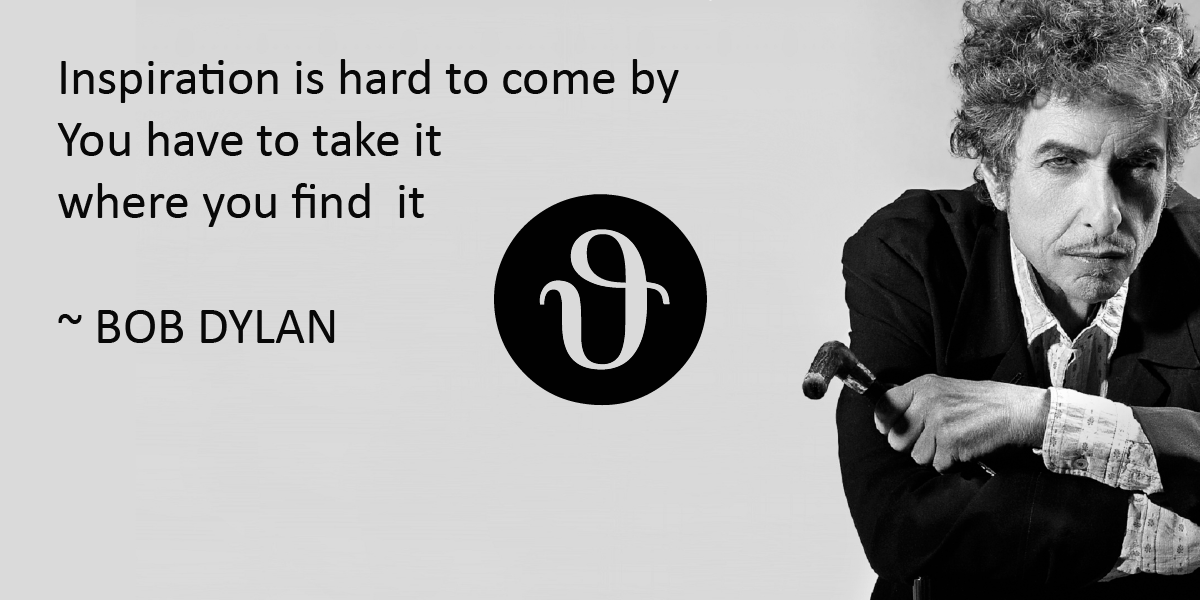 Inspiration is hard to come by
You have to take it
where you find  it
~ BOB DYLAN
ϑ